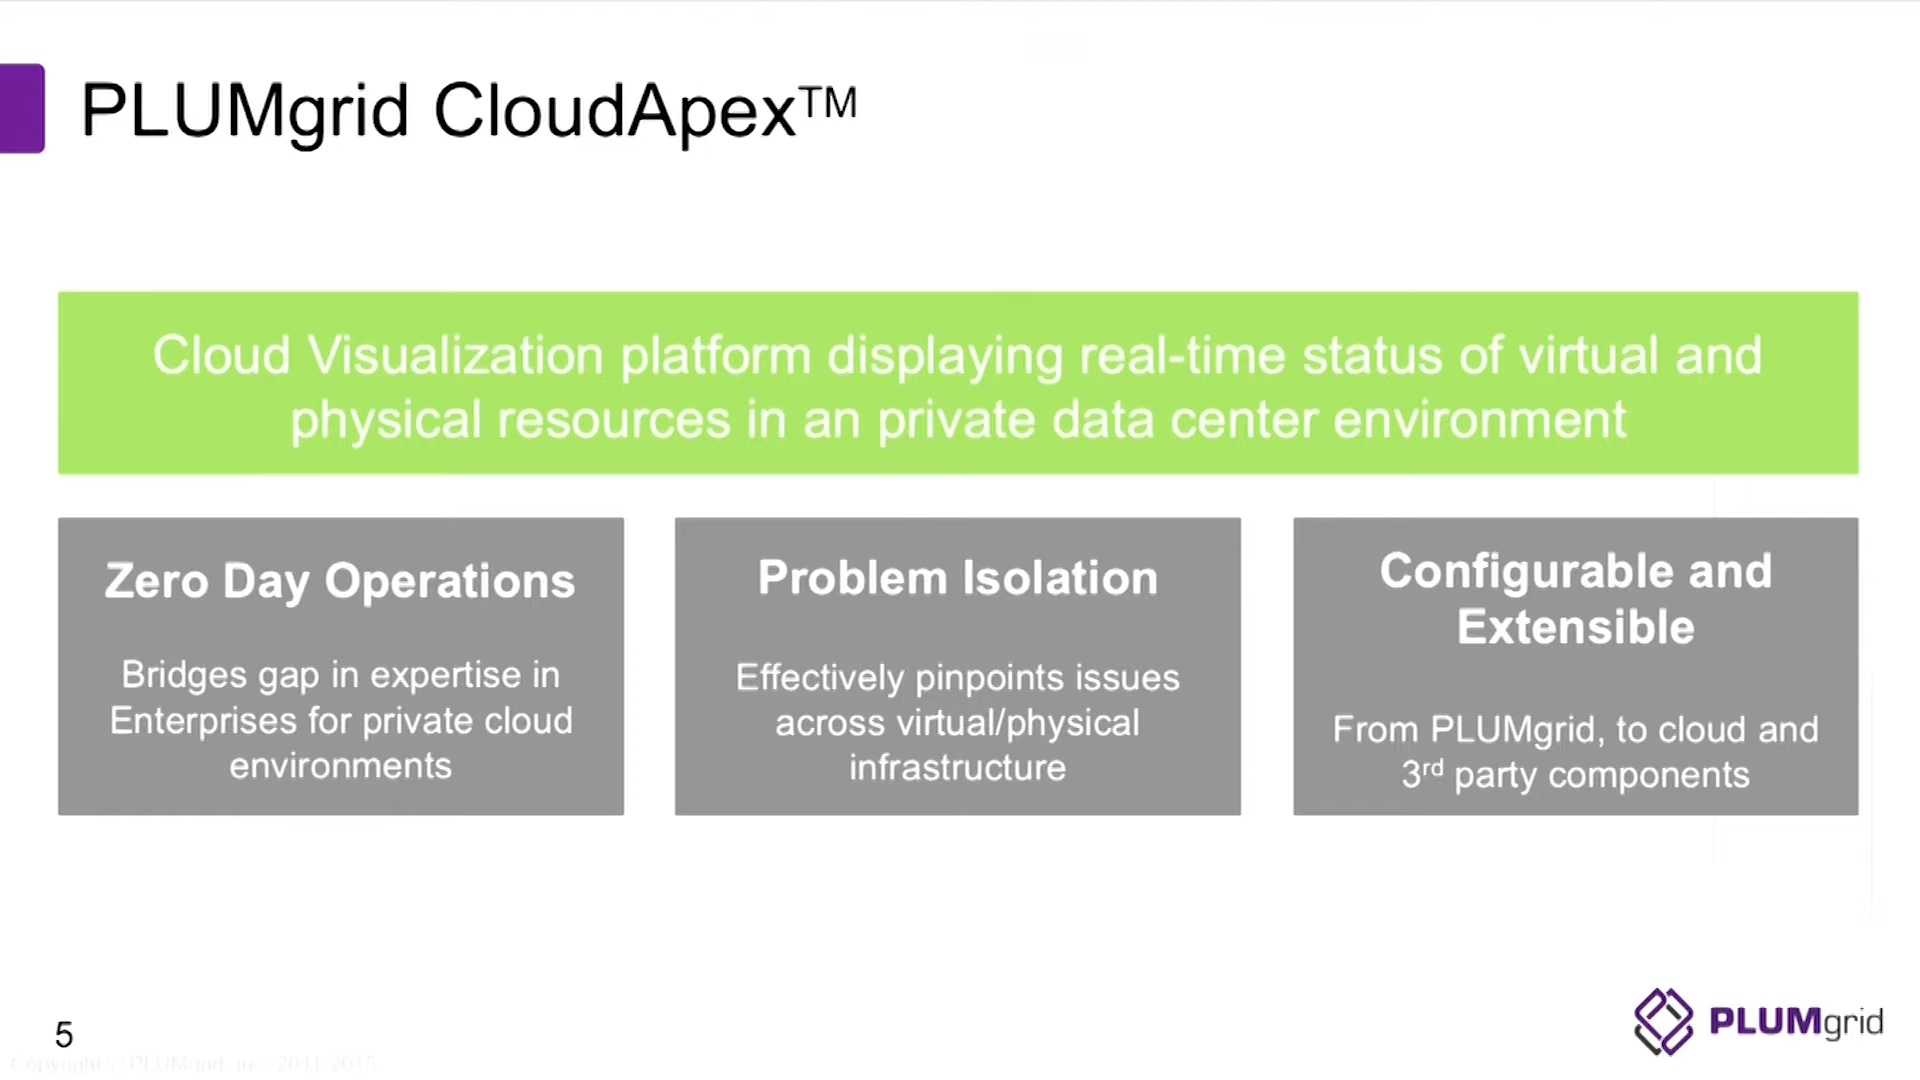 PLUMgrid CloudApex™
Cloud Visualization platform displaying real-time status of virtual and
physical resources in an private data center environment
Zero Day Operations
Bridges gap in expertise in
Enterprises for private cloud
environments
Problem Isolation
Effectively pinpoints issues
across virtual/physical
infrastructure
Configurable and
Extensible
From PLUMgrid, to cloud and
3rd party components
5
PLUMgrid